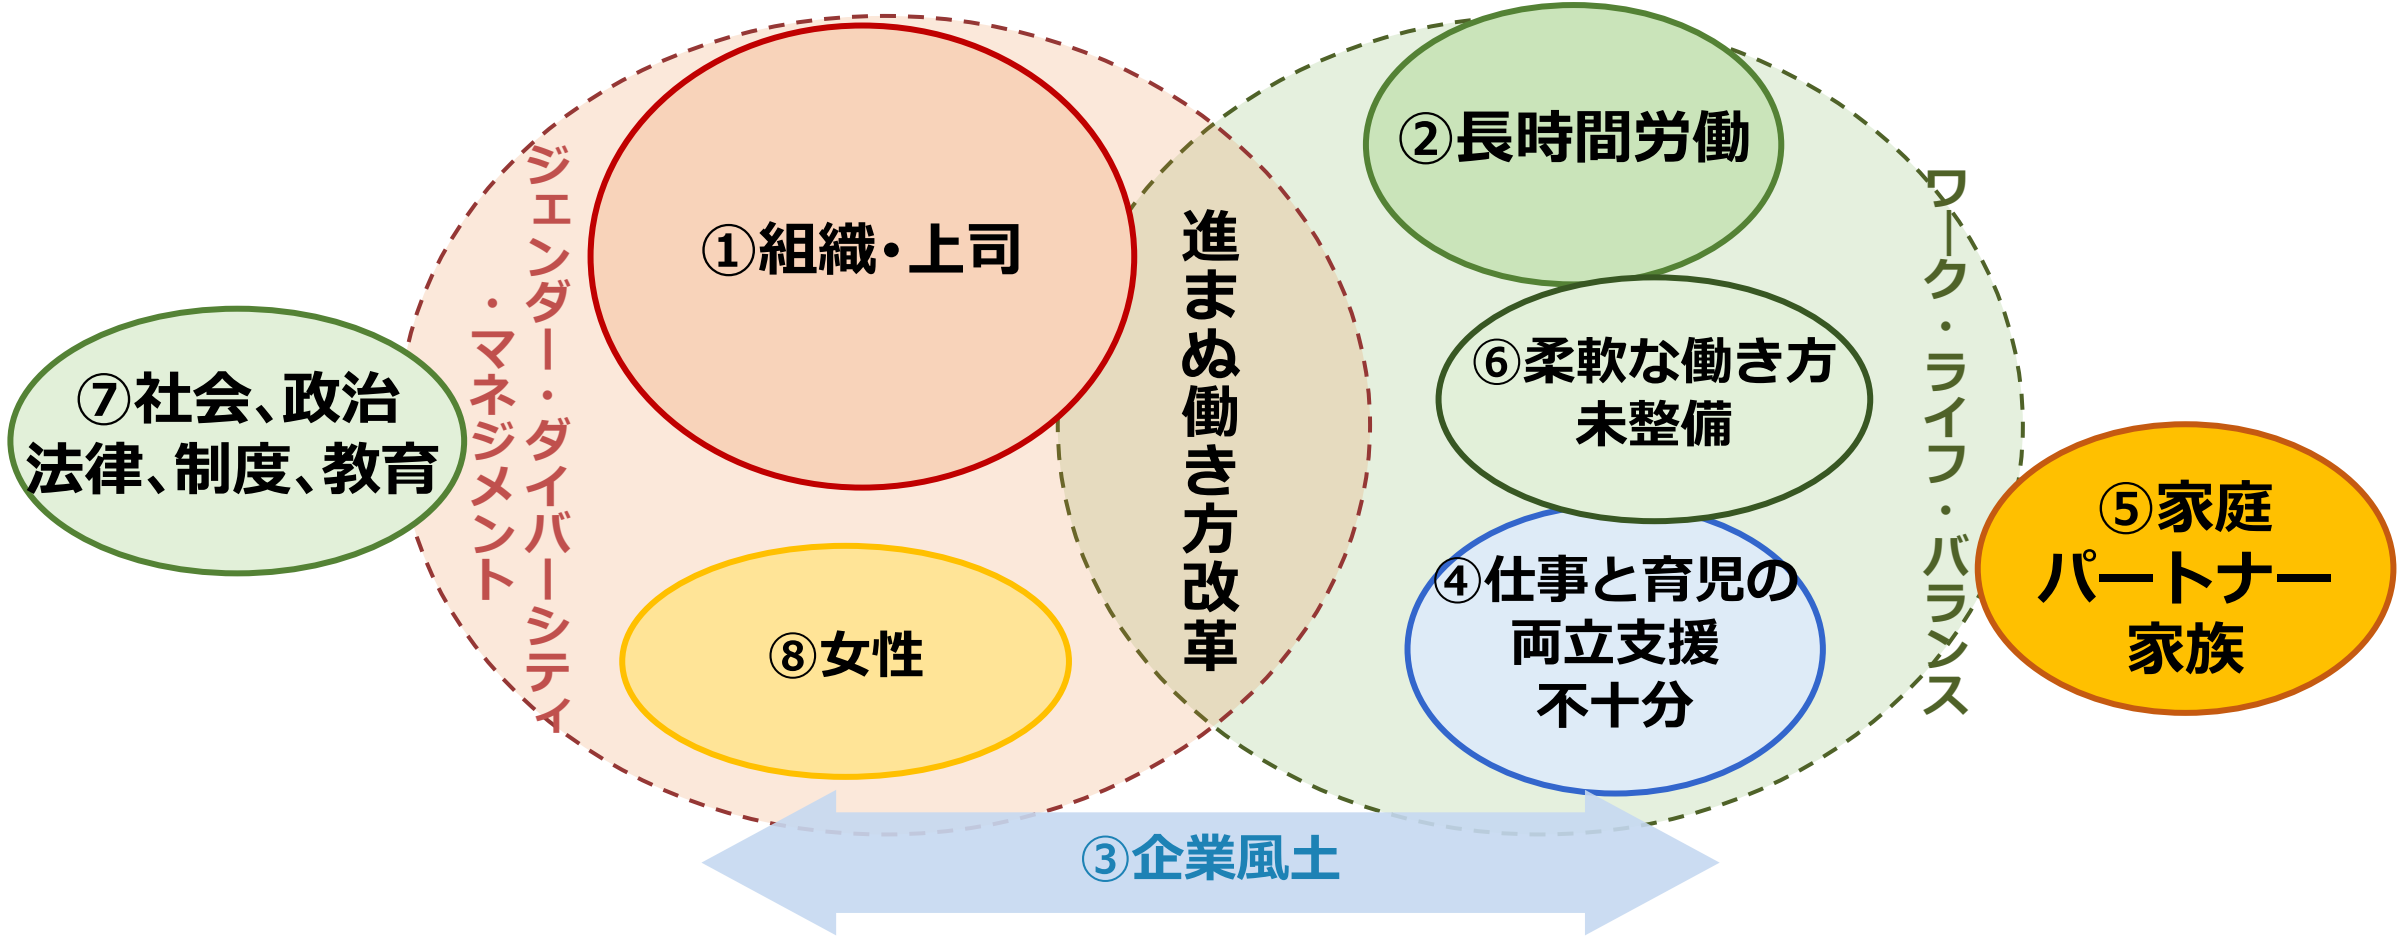 ジェンダー・ダイバーシティ
・マネジメント
①組織・上司
⑧女性
⑦社会、政治
法律、制度、教育
進まぬ働き方改革
②長時間労働
⑥柔軟な働き方
未整備
④仕事と育児の
両立支援
不十分
ワーク・ライフ・バランス
⑤家庭
パートナー
家族
③企業風土